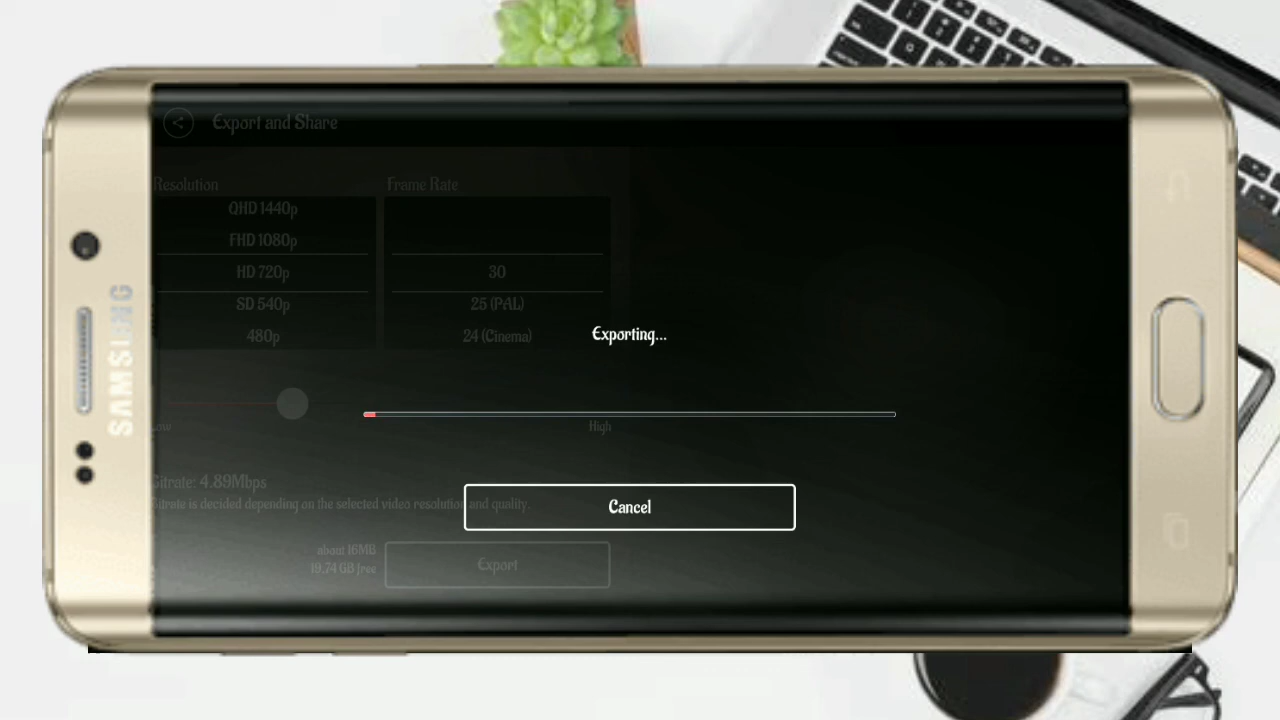 Export and Share
Resolution
Frame Rate
QHD 1440p
FHD 1080p
HD 720p
30
SD 540p
25 (PAL)
480p
24 (Cinema)
Exporting...
High
Bitrate: 4.89Mbps
Bitrate is decided depending on the selected video resolution and quality.
Cancel
about 16MB
19.74 GB free
Export
SAMSUNG